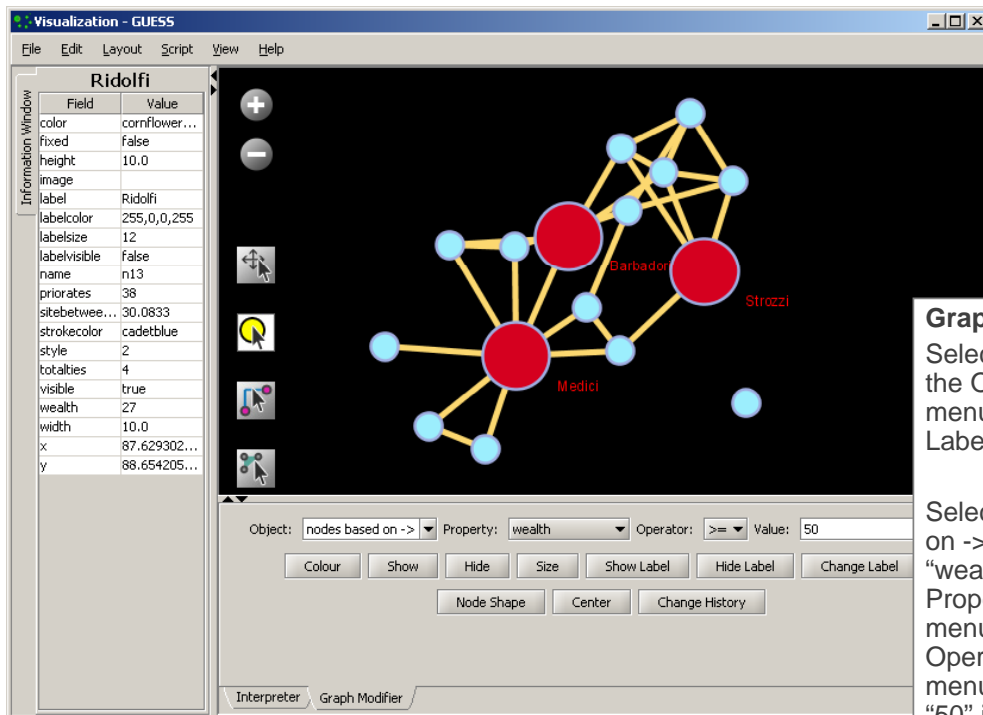 Visualization - GUESS
File Edit Layout Script View Help
Information Window
Ridolfi
Field Value
color cornflower...
fixed false
height 10.0
image
label Ridolfi
labelcolor 255,0,0,255
labelsize 12
labelvisible false
name n13
priorates 38
sitebetwee... 30.0833
strokecolor cadetblue
style 2
totalties 4
visible true
wealth 27
width 10.0
x 87.629302...
y 88.654205...
Barbadori
Strozzi
Medici
Object: nodes based on -> Property: wealth Operator: >= Value: 50
Colour Show Hide Size Show Label Hide Label Change Label
Node Shape Center Change History
Interpreter Graph Modifier
Grap
Selec
the C
menu
Labe
Selec
on ->
“wea
Prop
menu
Oper
menu
“50” i